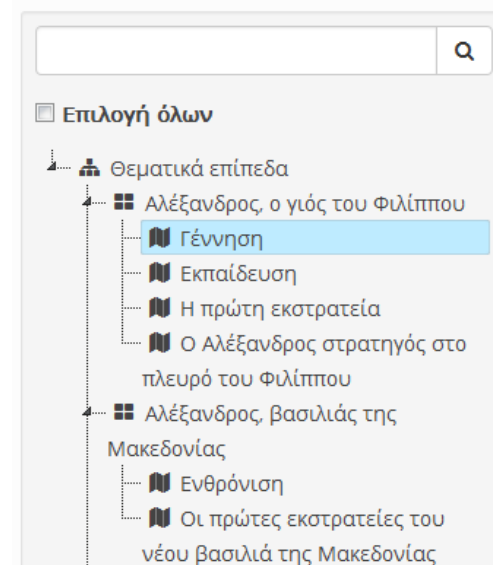 Επιλογή όλων
Θεματικά επίπεδα
Αλέξανδρος, ο γιός του Φιλίππου
Γέννηση
Εκπαίδευση
Η πρώτη εκστρατεία
Ο Αλέξανδρος στρατηγός στο
πλευρό του Φιλίππου
Αλέξανδρος, βασιλιάς της
Μακεδονίας
Ενθρόνιση
Οι πρώτες εκστρατείες του
νέου βασιλιά της Μακεδονίας